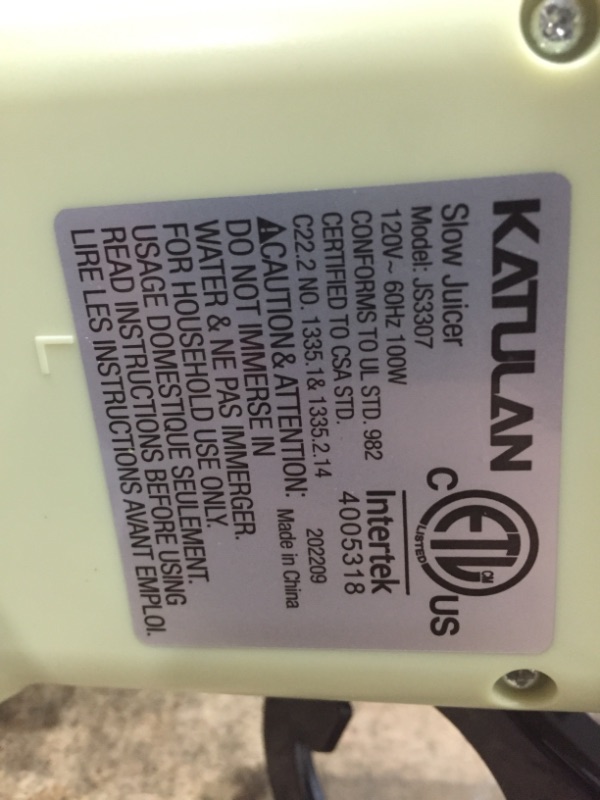 KATULAN
Slow Juicer
Model: JS3307
120V~ 60Hz 100W
CONFORMS TO UL STD. 982
CERTIFIED TO CSA STD.
C22.2 NO. 1335.1& 1335.2.14
C ETL CM US
LISTED
Intertek
4005318
202209
⚠CAUTION & ATTENTION: Made in China
DO NOT IMMERSE IN
WATER & NE PAS IMMERGER.
FOR HOUSEHOLD USE ONLY.
USAGE DOMESTIQUE SEULEMENT.
READ INSTRUCTIONS BEFORE USING
LIRE LES INSTRUCTIONS AVANT EMPLOI.